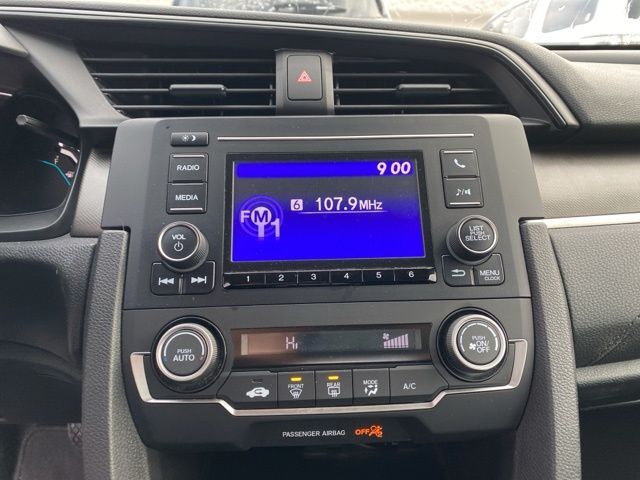 9 00
RADIO
MEDIA
6 107.9MHz
FM 1
VOL
LIST
PUSH
SELECT
1 2 3 4 5 6
MENU
CLOCK
PUSH
AUTO
Hi
PUSH
ON/
OFF
FRONT
REAR
MODE
A/C
PASSENGER AIRBAG OFF